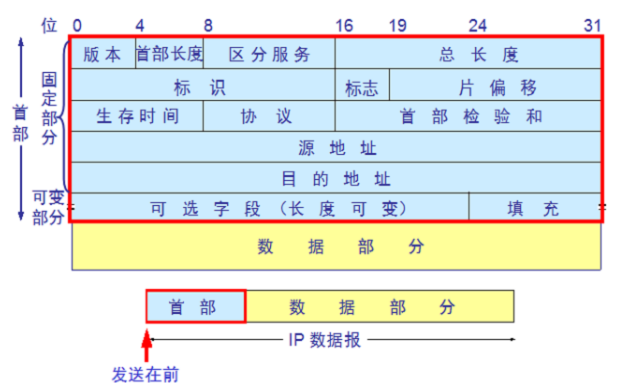 位 0 4 8 16 19 24 31
版 本 首部长度 区 分 服 务 总 长 度
标 识 标志 片 偏 移
生 存 时 间 协 议 首 部 检 验 和
源 地 址
目 的 地 址
可 选 字 段 （长 度 可 变） 填 充
首部
固定部分
可变部分
数 据 部 分
首 部 数 据 部 分
IP 数据报
发送在前